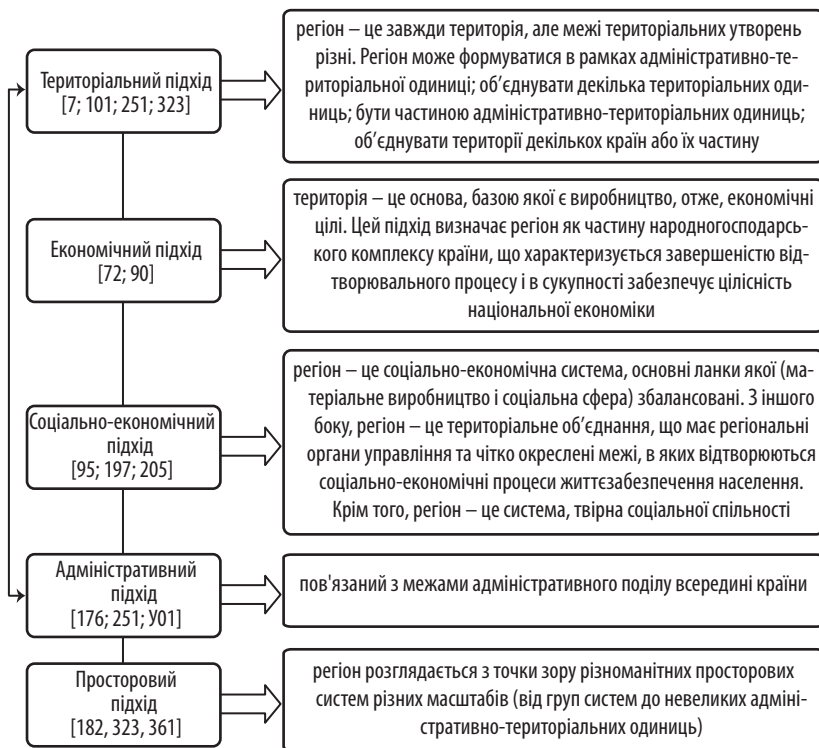 Територіальний підхід
[7; 101; 251; 323]
регіон – це завжди територія, але межі територіальних утворень
різні. Регіон може формуватися в рамках адміністративно-те-
риторіальної одиниці; об’єднувати декілька територіальних оди-
ниць; бути частиною адміністративно-територіальних одиниць;
об’єднувати території декількох країн або їх частину
Економічний підхід
[72; 90]
територія – це основа, базою якої є виробництво, отже, економічні
цілі. Цей підхід визначає регіон як частину народногосподарсь-
кого комплексу країни, що характеризується завершеністю від-
творювального процесу і в сукупності забезпечує цілісність
національної економіки
Соціально-економічний
підхід
[95; 197; 205]
регіон – це соціально-економічна система, основні ланки якої (ма-
теріальне виробництво і соціальна сфера) збалансовані. З іншого
боку, регіон – це територіальне об’єднання, що має регіональні
органи управління та чітко окреслені межі, в яких відтворюються
соціально-економічні процеси життєзабезпечення населення.
Крім того, регіон – це система, твірна соціальної спільності
Адміністративний
підхід
[176; 251; У01]
пов'язаний з межами адміністративного поділу всередині країни
Просторовий
підхід
[182, 323, 361]
регіон розглядається з точки зору різноманітних просторових
систем різних масштабів (від груп систем до невеликих адміні-
стративно-територіальних одиниць)